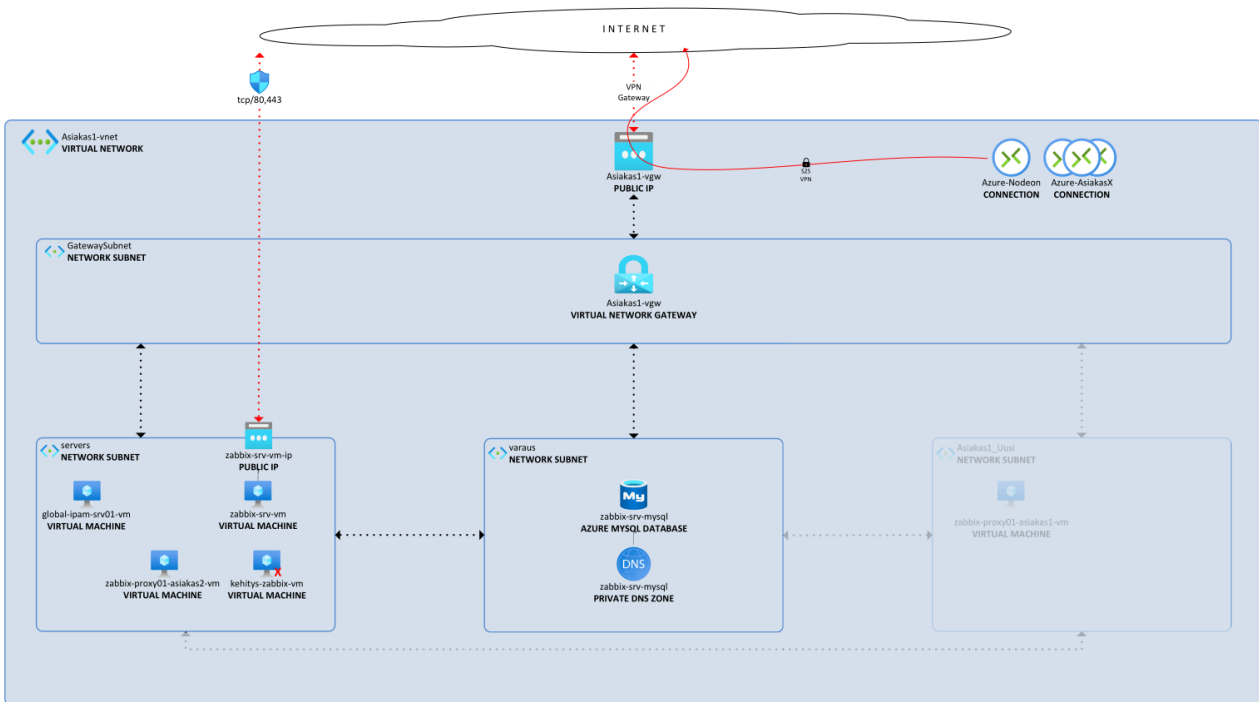 INTERNET
tcp/80,443
VPN
Gateway
Asiakas1-vnet
VIRTUAL NETWORK
Asiakas1-vgw
PUBLIC IP
S2S
VPN
Azure-Nodeon
CONNECTION
Azure-AsiakasX
CONNECTION
GatewaySubnet
NETWORK SUBNET
Asiakas1-vgw
VIRTUAL NETWORK GATEWAY
servers
NETWORK SUBNET
zabbix-srv-vm-ip
PUBLIC IP
global-ipam-srv01-vm
VIRTUAL MACHINE
zabbix-srv-vm
VIRTUAL MACHINE
zabbix-proxy01-asiakas2-vm
VIRTUAL MACHINE
X
kehitys-zabbix-vm
VIRTUAL MACHINE
varaus
NETWORK SUBNET
My
zabbix-srv-mysql
AZURE MYSQL DATABASE
DNS
zabbix-srv-mysql
PRIVATE DNS ZONE
Asiakas1_Uusi
NETWORK SUBNET
zabbix-proxy01-asiakas1-vm
VIRTUAL MACHINE